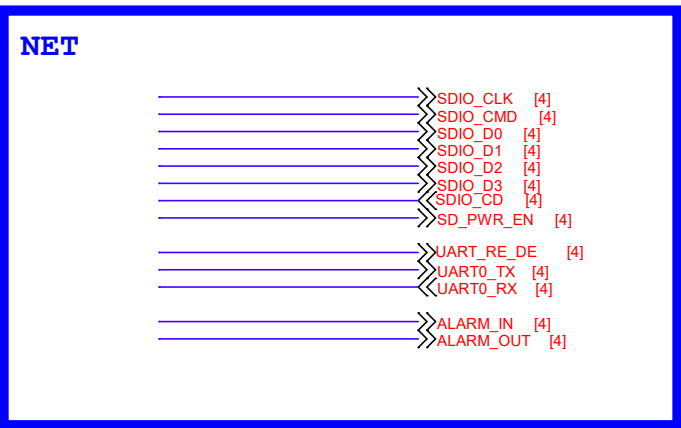 NET
SDIO_CLK [4]
SDIO_CMD [4]
SDIO_D0 [4]
SDIO_D1 [4]
SDIO_D2 [4]
SDIO_D3 [4]
SDIO_CD [4]
SD_PWR_EN [4]
UART_RE_DE [4]
UART0_TX [4]
UART0_RX [4]
ALARM_IN [4]
ALARM_OUT [4]